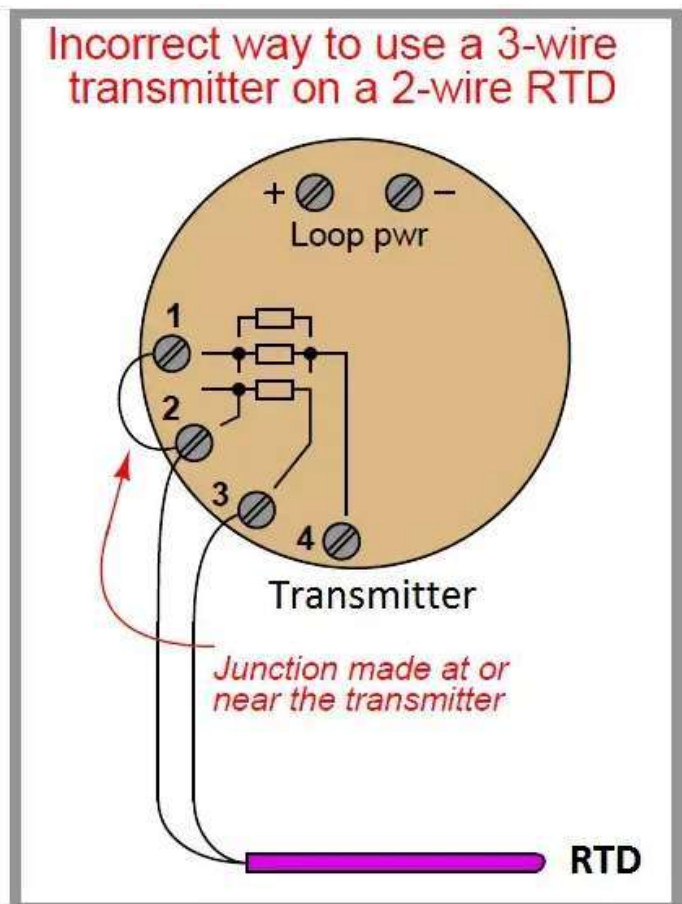 Incorrect way to use a 3-wire
transmitter on a 2-wire RTD
+ -
Loop pwr
1
2
3
4
Transmitter
Junction made at or
near the transmitter
RTD